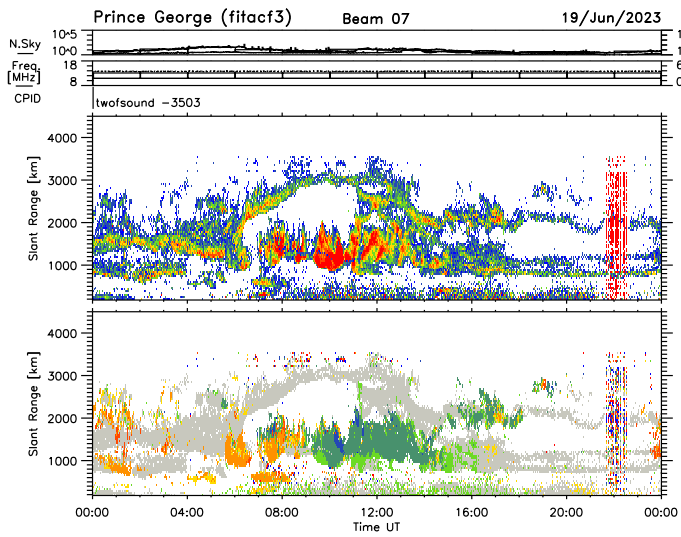 Prince George (fitacf3) Beam 07 19/Jun/2023
N.Sky 10^5 10^0
Freq. [MHz] 18 8
CPID
twofsound -3503
Slant Range [km] 4000 3000 2000 1000
Slant Range [km] 4000 3000 2000 1000
00:00 04:00 08:00 12:00 16:00 20:00 00:00
Time UT